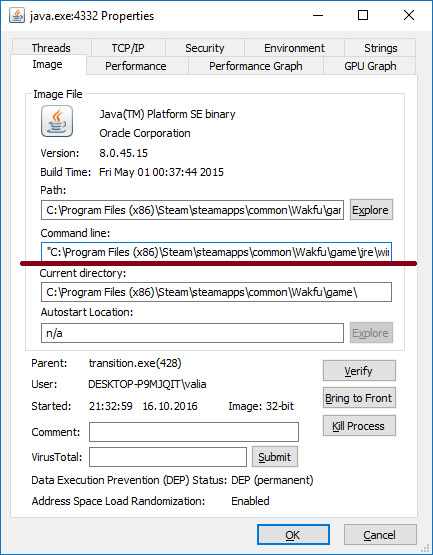 java.exe:4332 Properties
Threads TCP/IP Security Environment Strings
Image Performance Performance Graph GPU Graph
Image File
Java(TM) Platform SE binary
Oracle Corporation
Version: 8.0.45.15
Build Time: Fri May 01 00:37:44 2015
Path:
C:\Program Files (x86)\Steam\steamapps\common\Wakfu\gar Explore
Command line:
"C:\Program Files (x86)\Steam\steamapps\common\Wakfu\game\jre\wir
Current directory:
C:\Program Files (x86)\Steam\steamapps\common\Wakfu\game\
Autostart Location:
n/a Explore
Parent: transition.exe(428)
Verify
User: DESKTOP-P9MJQIT\valia
Bring to Front
Started: 21:32:59 16.10.2016 Image: 32-bit
Kill Process
Comment:
VirusTotal: Submit
Data Execution Prevention (DEP) Status: DEP (permanent)
Address Space Load Randomization: Enabled
OK Cancel